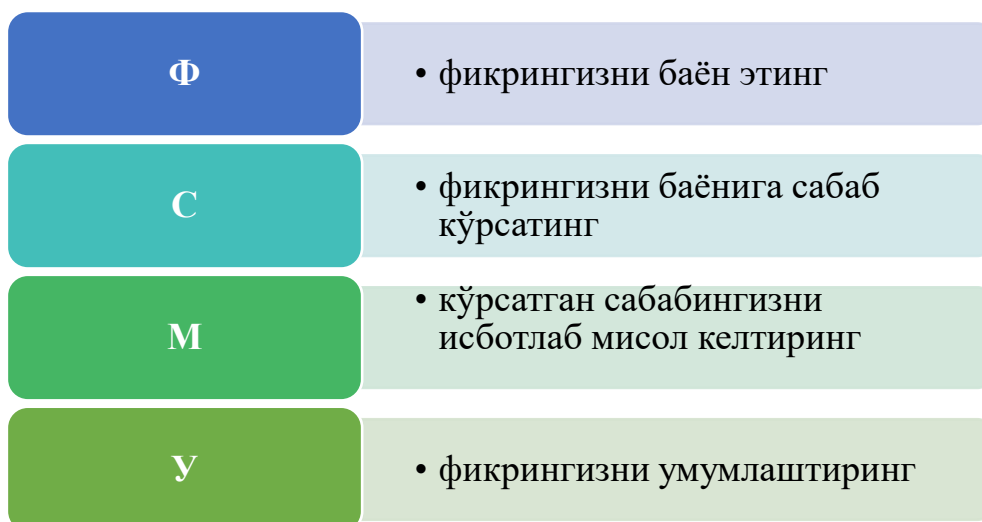 Ф
• фикрингизни баён этинг
С
• фикрингизни баёнига сабаб
кўрсатинг
М
• кўрсатган сабабингизни
исботлаб мисол келтиринг
У
• фикрингизни умумлаштиринг